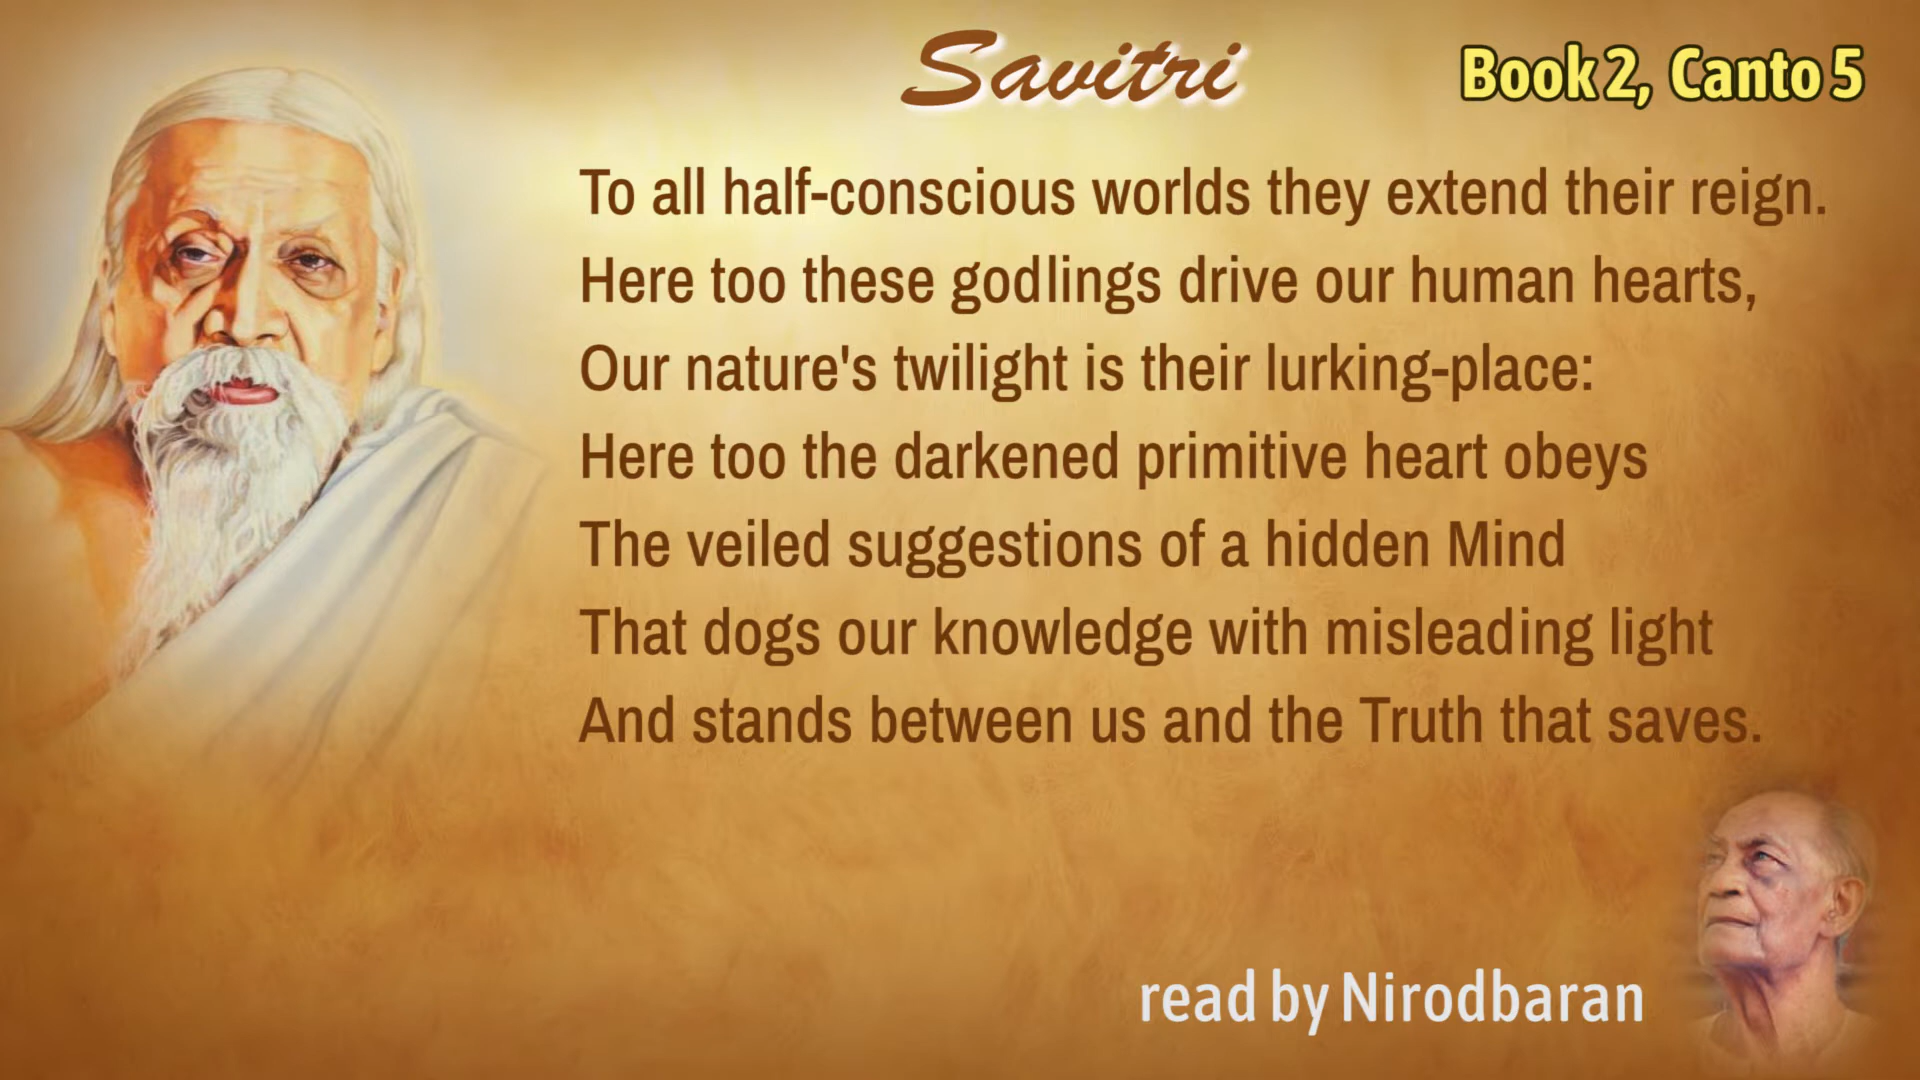 Savitri
Book 2, Canto 5
To all half-conscious worlds they extend their reign.
Here too these godlings drive our human hearts,
Our nature's twilight is their lurking-place:
Here too the darkened primitive heart obeys
The veiled suggestions of a hidden Mind
That dogs our knowledge with misleading light
And stands between us and the Truth that saves.
read by Nirodbaran